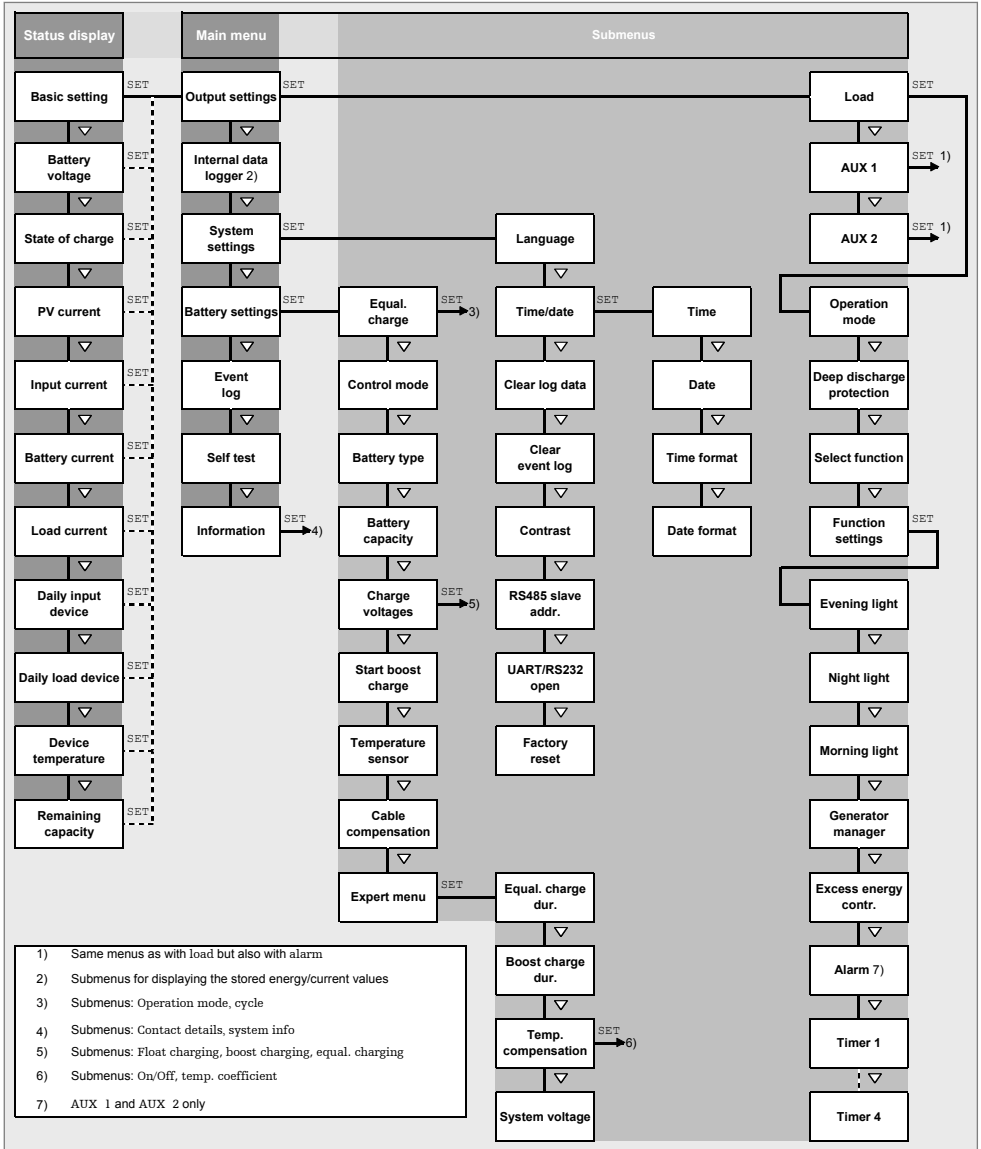 Status display
Main menu
Submenus
Basic setting
SET
Output settings
SET
Load
SET
Battery
voltage
SET
Internal data
logger 2)
AUX 1
SET 1)
State of charge
SET
System
settings
SET
Language
AUX 2
SET 1)
PV current
SET
Battery settings
SET
Equal.
charge
SET
3)
Time/date
SET
Time
Operation
mode
Input current
SET
Event
log
Control mode
Clear log data
Date
Deep discharge
protection
Battery current
SET
Self test
Battery type
Clear
event log
Time format
Select function
Load current
SET
Information
SET
4)
Battery
capacity
Contrast
Date format
Function
settings
SET
Daily input
device
SET
Charge
voltages
SET
5)
RS485 slave
addr.
Evening light
Daily load device
SET
Start boost
charge
UART/RS232
open
Night light
Device
temperature
SET
Temperature
sensor
Factory
reset
Morning light
Remaining
capacity
SET
Cable
compensation
Generator
manager
Expert menu
SET
Equal. charge
dur.
Excess energy
contr.
Boost charge
dur.
Alarm 7)
Temp.
compensation
SET
6)
Timer 1
System voltage
Timer 4
1) Same menus as with load but also with alarm
2) Submenus for displaying the stored energy/current values
3) Submenus: Operation mode, cycle
4) Submenus: Contact details, system info
5) Submenus: Float charging, boost charging, equal. charging
6) Submenus: On/Off, temp. coefficient
7) AUX 1 and AUX 2 only